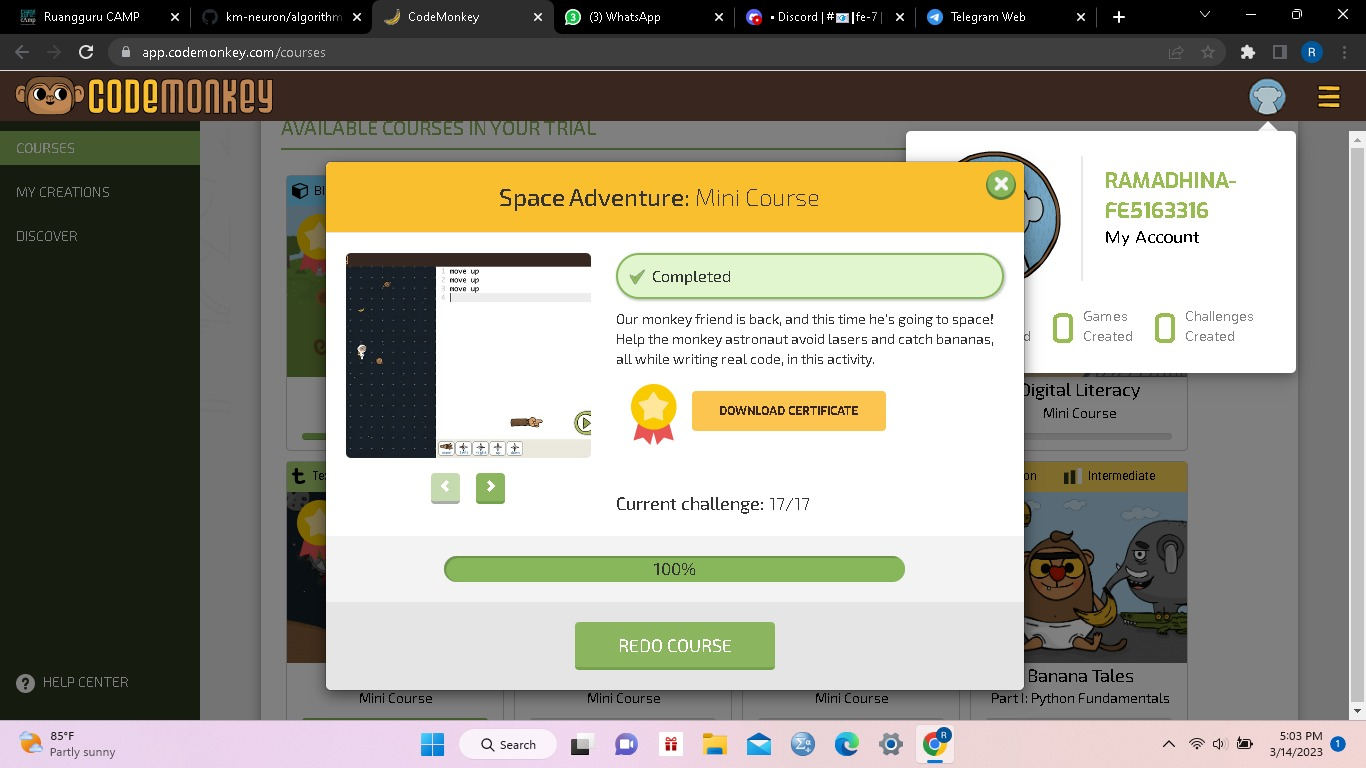 Ruangguru CAMP
km-neuron/algorithm
CodeMonkey
(3) WhatsApp
• Discord | #📧|fe-7 |
Telegram Web
app.codemonkey.com/courses
R
CODEMONKEY
COURSES
MY CREATIONS
DISCOVER
HELP CENTER
AVAILABLE COURSES IN YOUR TRIAL
RAMADHINA-
FE5163316
My Account
0 Games
Created
0 Challenges
Created
Space Adventure: Mini Course
1 move up
2 move up
3 move up
4
Completed
Our monkey friend is back, and this time he's going to space!
Help the monkey astronaut avoid lasers and catch bananas,
all while writing real code, in this activity.
DOWNLOAD CERTIFICATE
Current challenge: 17/17
100%
REDO COURSE
Digital Literacy
Mini Course
Intermediate
Banana Tales
Part I: Python Fundamentals
Mini Course
Mini Course
Mini Course
85°F
Partly sunny
Search
5:03 PM
3/14/2023
1